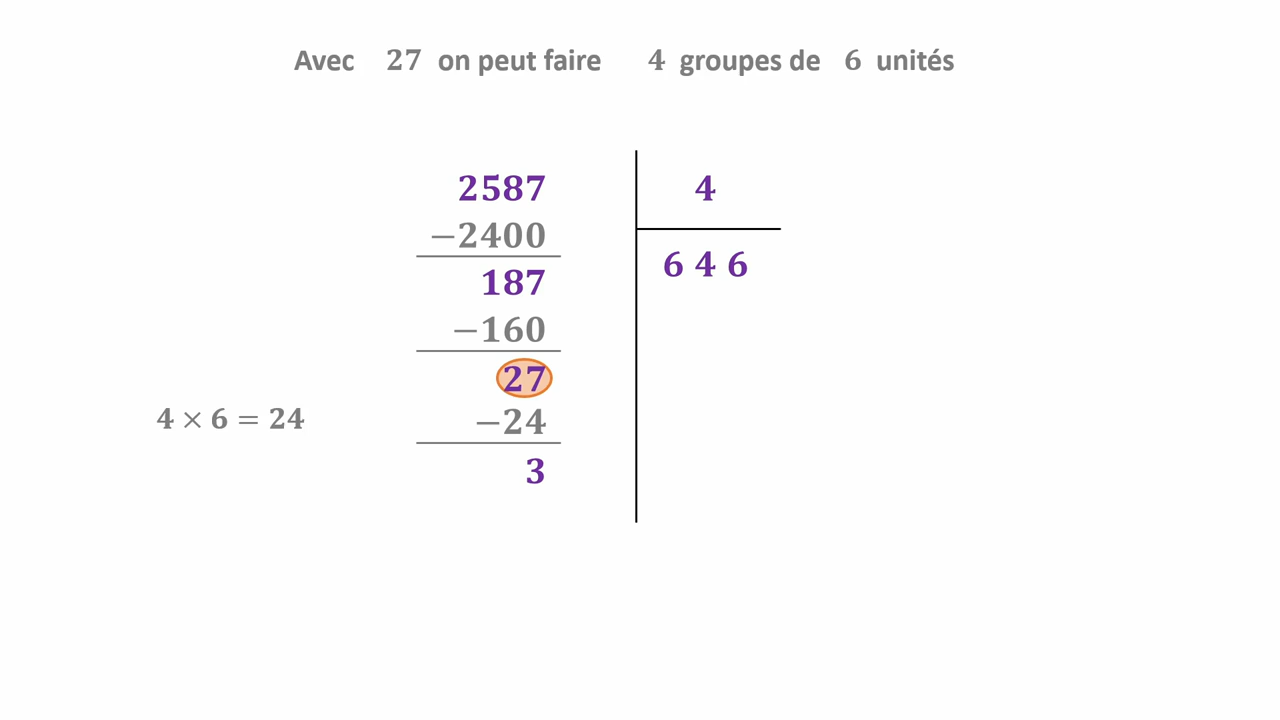 Avec 27 on peut faire 4 groupes de 6 unités
2587 4
−2400
6 4 6
187
−160
27
4 × 6 = 24 −24
3